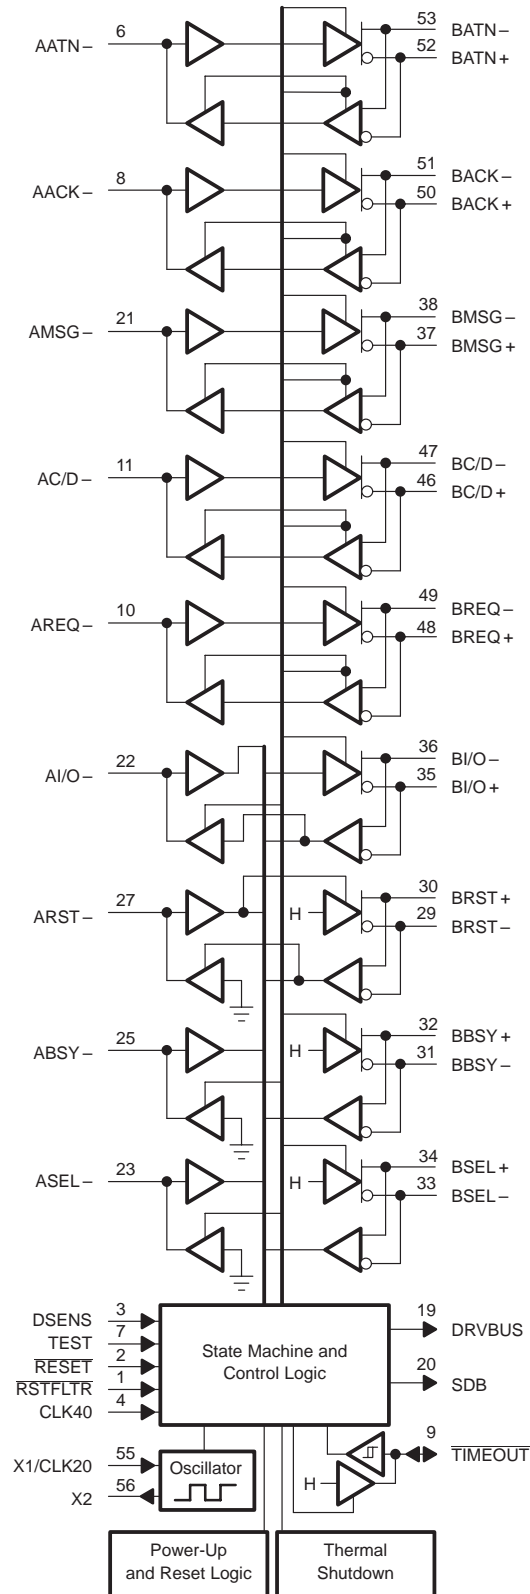 AATN– 6 53 BATN–
52 BATN+
AACK– 8 51 BACK–
50 BACK+
AMSG– 21 38 BMSG–
37 BMSG+
AC/D– 11 47 BC/D–
46 BC/D+
AREQ– 10 49 BREQ–
48 BREQ+
AI/O– 22 36 BI/O–
35 BI/O+
ARST– 27 H 30 BRST+
29 BRST–
ABSY– 25 H 32 BBSY+
31 BBSY–
ASEL– 23 H 34 BSEL+
33 BSEL–
DSENS 3
TEST 7
RESET 2
RSTFLTR 1
CLK40 4
State Machine and
Control Logic
19 DRVBUS
20 SDB
9 TIMEOUT
H
X1/CLK20 55
X2 56
Oscillator
Power-Up
and Reset Logic
Thermal
Shutdown